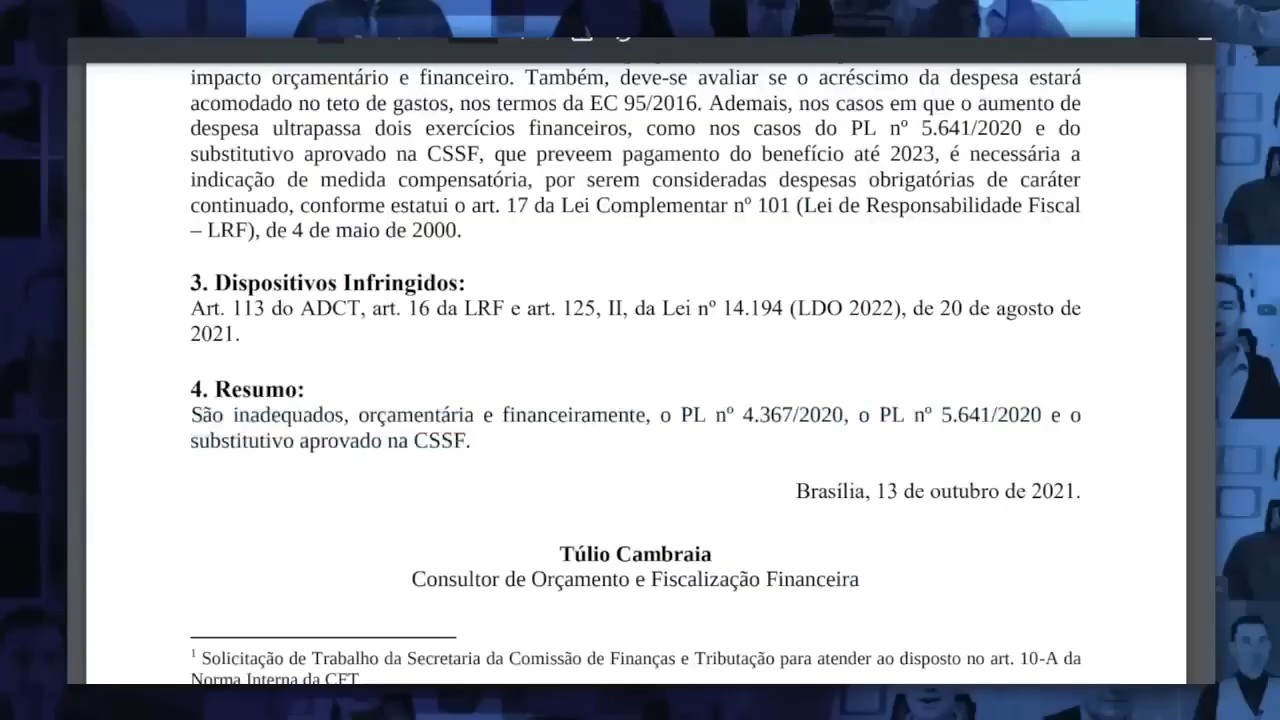 impacto orçamentário e financeiro. Também, deve-se avaliar se o acréscimo da despesa estará
acomodado no teto de gastos, nos termos da EC 95/2016. Ademais, nos casos em que o aumento de
despesa ultrapassa dois exercícios financeiros, como nos casos do PL nº 5.641/2020 e do
substitutivo aprovado na CSSF, que preveem pagamento do benefício até 2023, é necessária a
indicação de medida compensatória, por serem consideradas despesas obrigatórias de caráter
continuado, conforme estatui o art. 17 da Lei Complementar nº 101 (Lei de Responsabilidade Fiscal
– LRF), de 4 de maio de 2000.
3. Dispositivos Infringidos:
Art. 113 do ADCT, art. 16 da LRF e art. 125, II, da Lei nº 14.194 (LDO 2022), de 20 de agosto de
2021.
4. Resumo:
São inadequados, orçamentária e financeiramente, o PL nº 4.367/2020, o PL nº 5.641/2020 e o
substitutivo aprovado na CSSF.
Brasília, 13 de outubro de 2021.
Túlio Cambraia
Consultor de Orçamento e Fiscalização Financeira
1 Solicitação de Trabalho da Secretaria da Comissão de Finanças e Tributação para atender ao disposto no art. 10-A da
Norma Interna da CFT